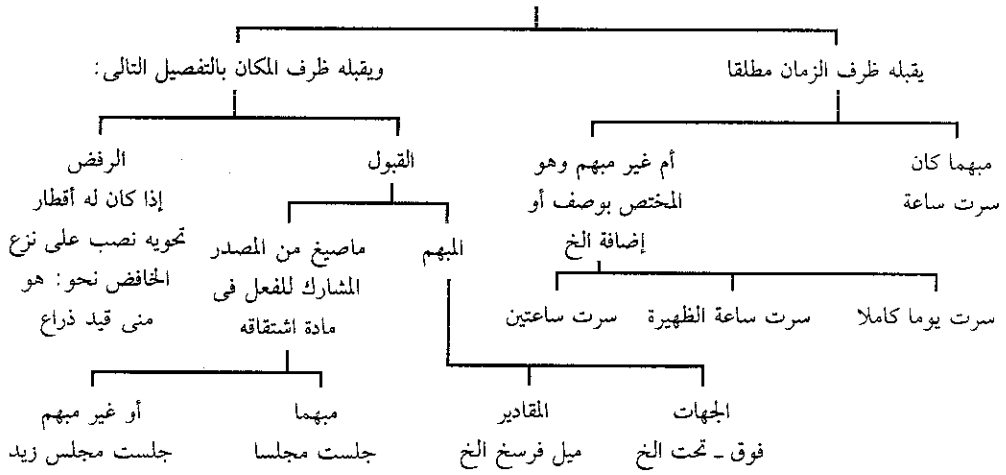 يقبله ظرف الزمان مطلقا
ويقبله ظرف المكان بالتفصيل التالى :
مبهما كان
سرت ساعة
أم غير مبهم وهو
المختص بوصف أو
إضافة الخ
سرت يوما كاملا
سرت ساعة الظهيرة
سرت ساعتين
القبول
المبهم
الجهات
فوق ـ تحت الخ
المقادير
ميل فرسخ الخ
ماصيغ من المصدر
المشارك للفعل فى
مادة اشتقاقه
مبهما
جلست مجلسا
أو غير مبهم
جلست مجلس زيد
الرفض
إذا كان له أقطار
تحويه نصب على نزع
الخافض نحو : هو
منى قيد ذراع